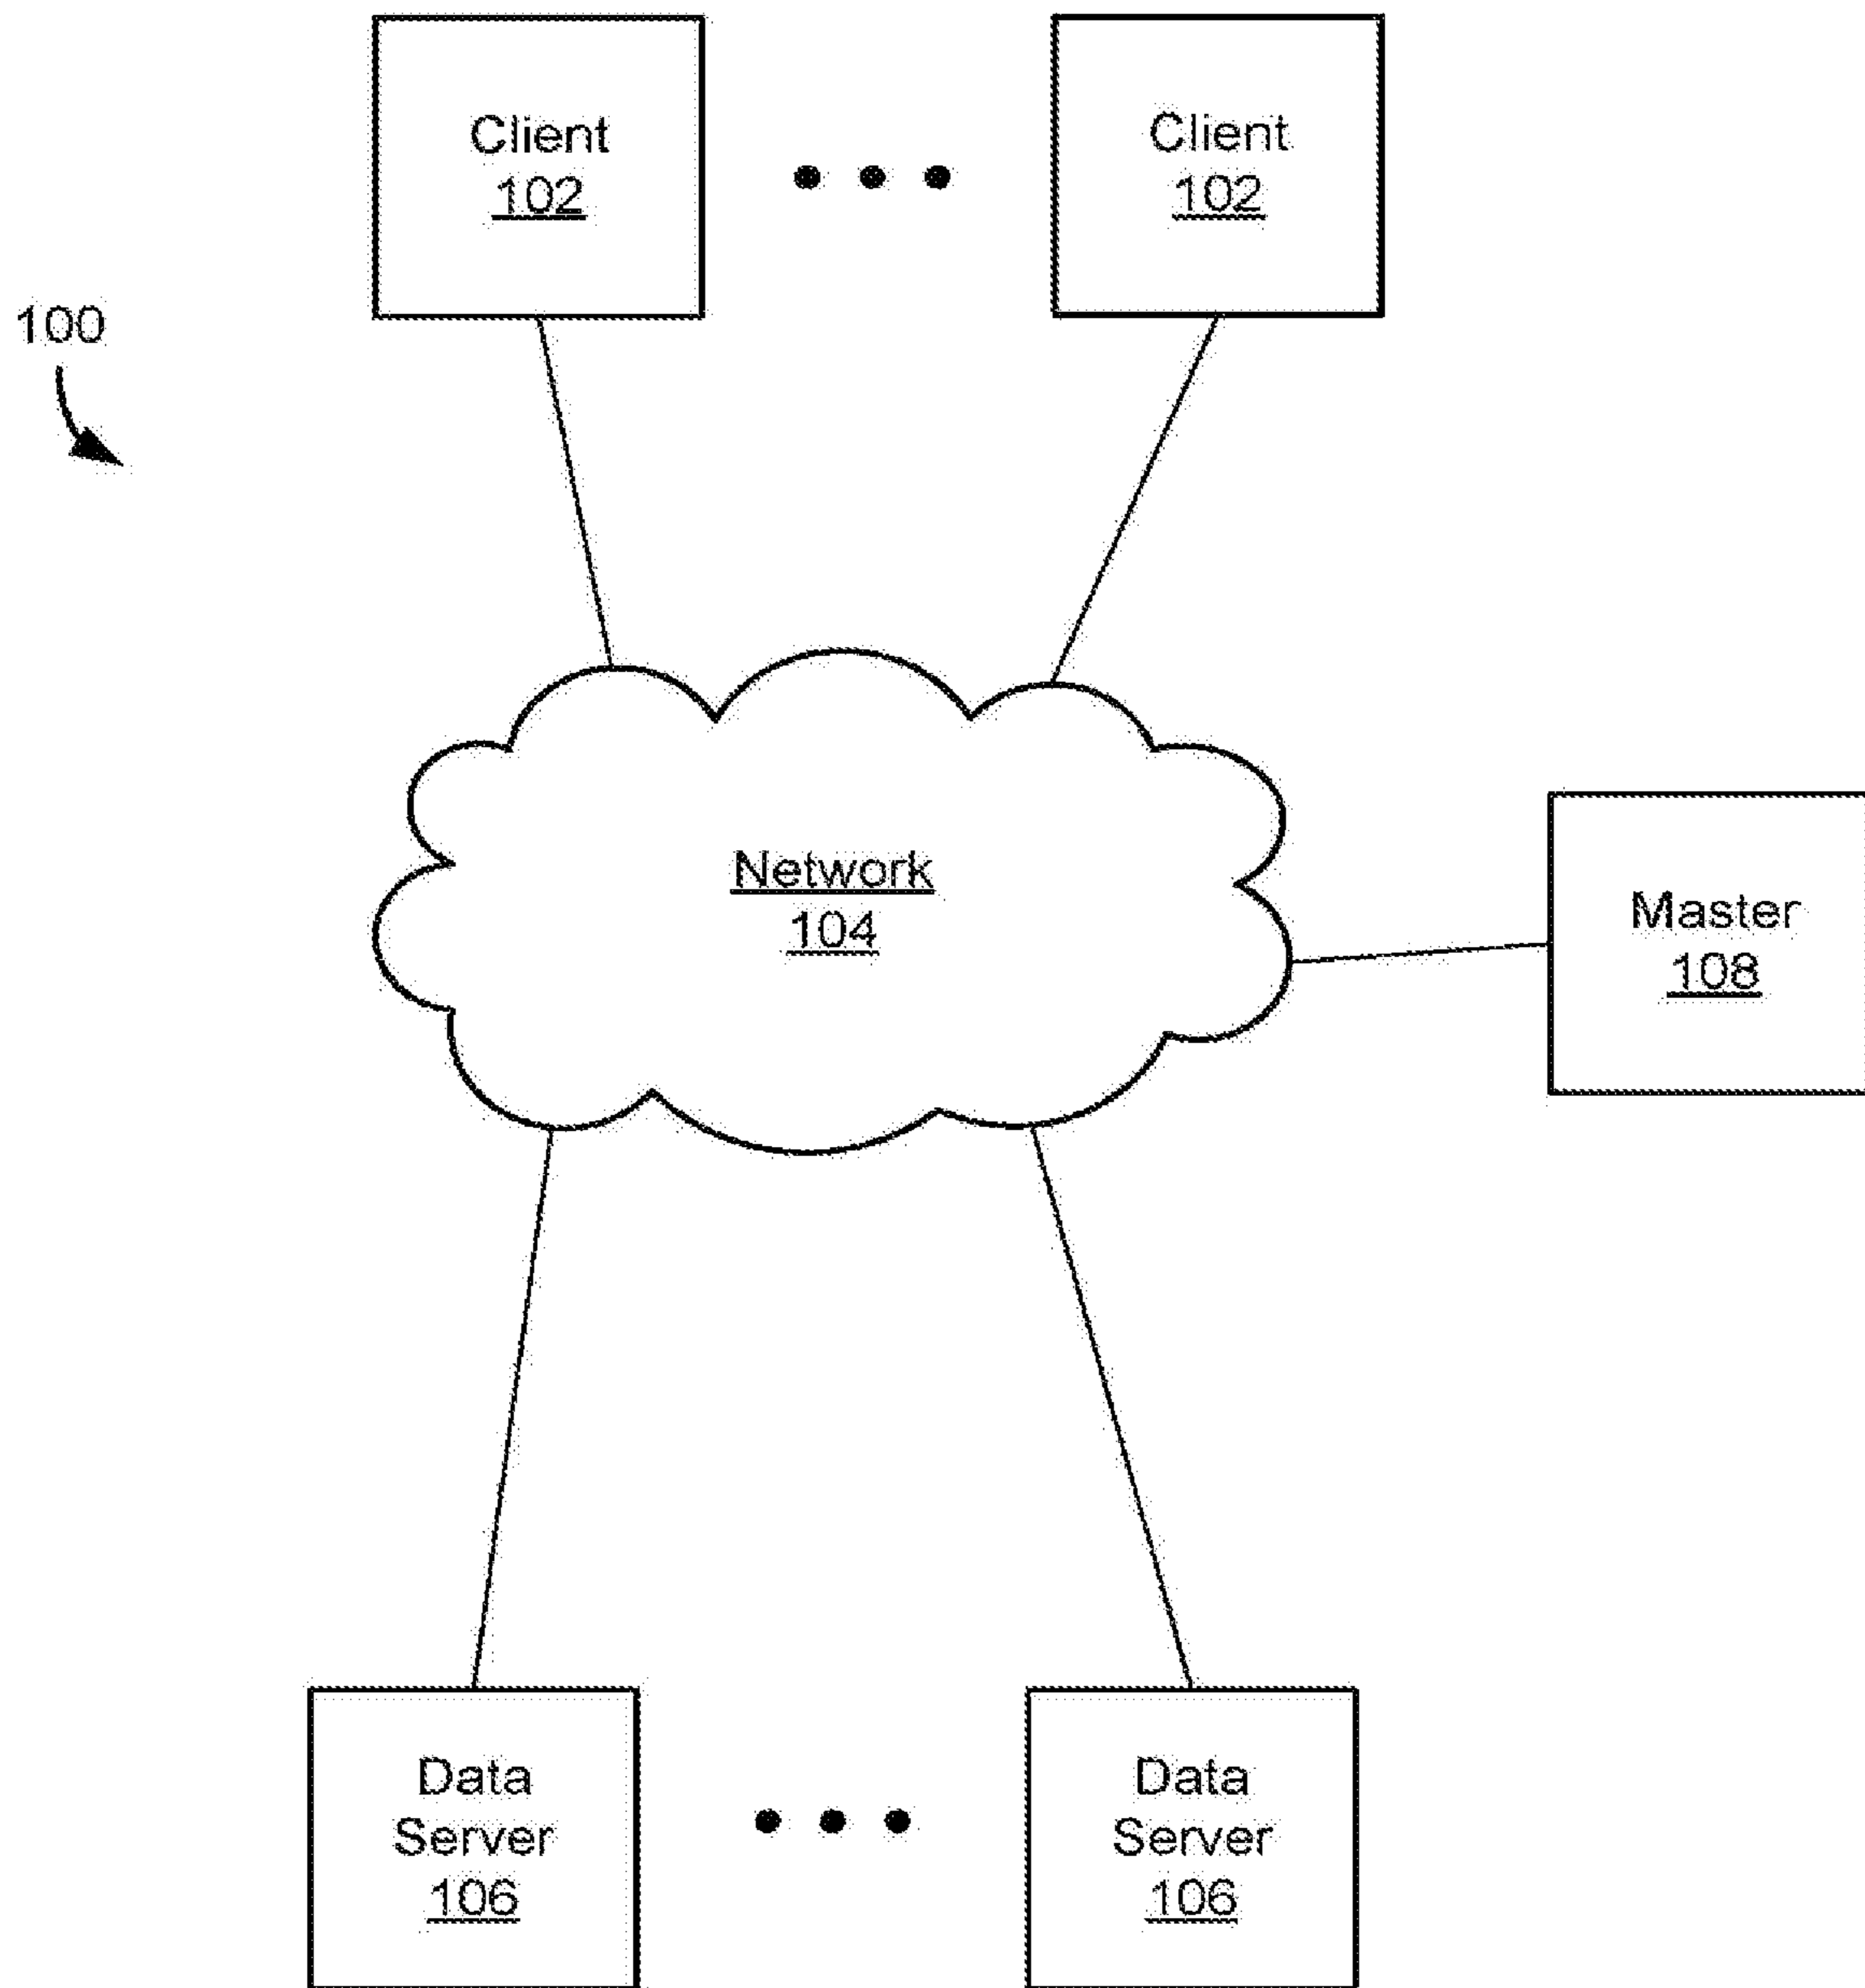 Client
102
Client
102
100
Network
104
Master
108
Data
Server
106
Data
Server
106